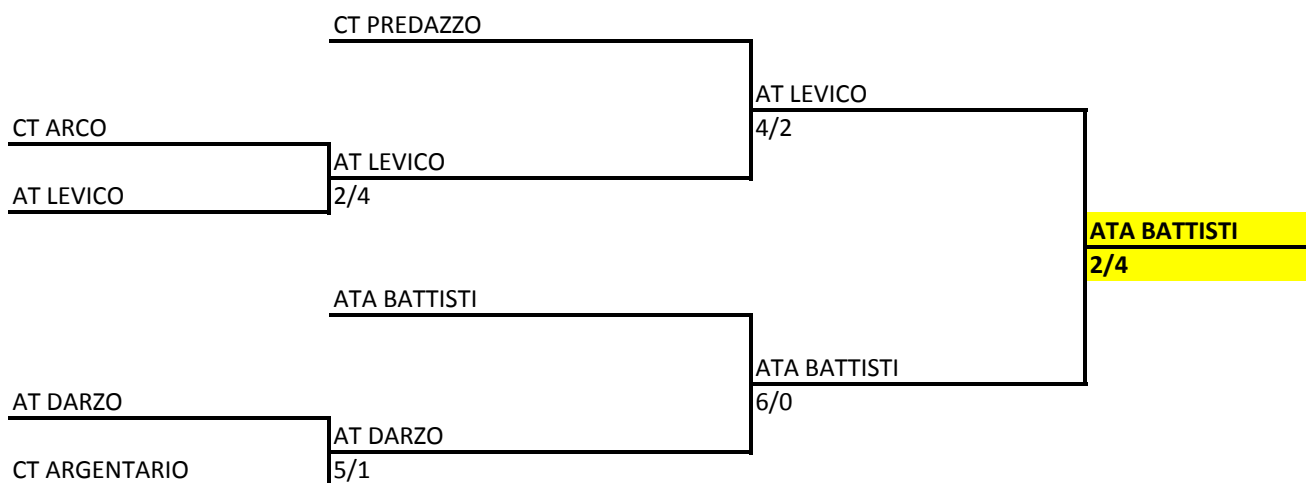 CT PREDAZZO
AT LEVICO
CT ARCO
4/2
AT LEVICO
AT LEVICO
2/4
ATA BATTISTI
2/4
ATA BATTISTI
ATA BATTISTI
AT DARZO
6/0
AT DARZO
CT ARGENTARIO
5/1